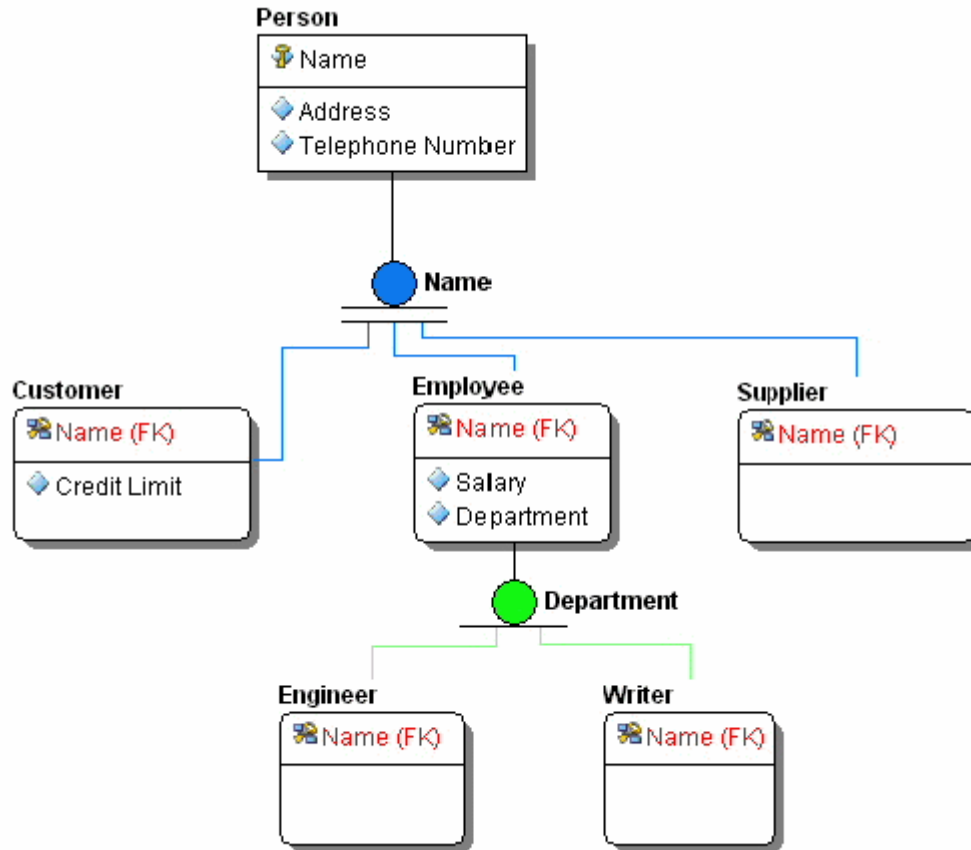 Person
Name
Address
Telephone Number
Name
Customer
Name (FK)
Credit Limit
Employee
Name (FK)
Salary
Department
Supplier
Name (FK)
Department
Engineer
Name (FK)
Writer
Name (FK)